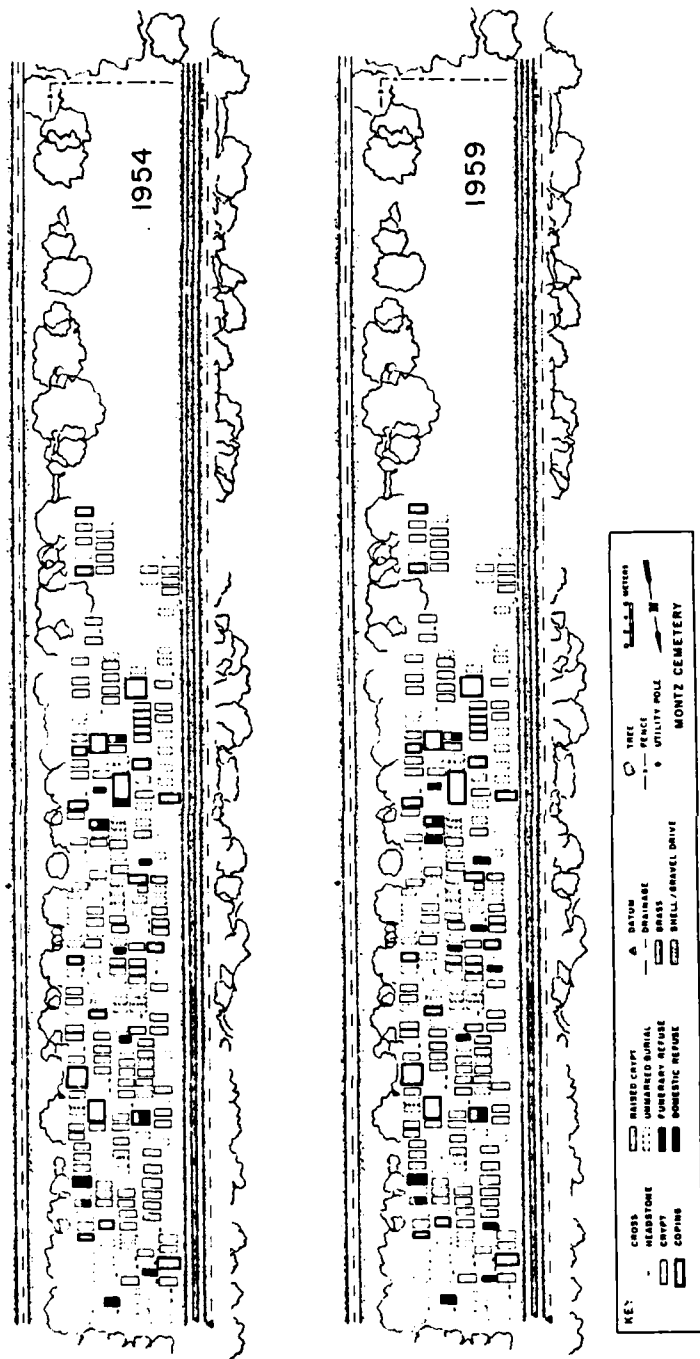 1954
1959
KEY:
CROSS
HEADSTONE
CRYPT
COPING
RAISED CRYPT
UNMARKED BURIAL
FUNERARY REFUSE
DOMESTIC REFUSE
DATUM
DRAINAGE
GRASS
SHELL/GRAVEL DRIVE
TREE
FENCE
UTILITY POLE
METERS
N
MONTZ CEMETERY